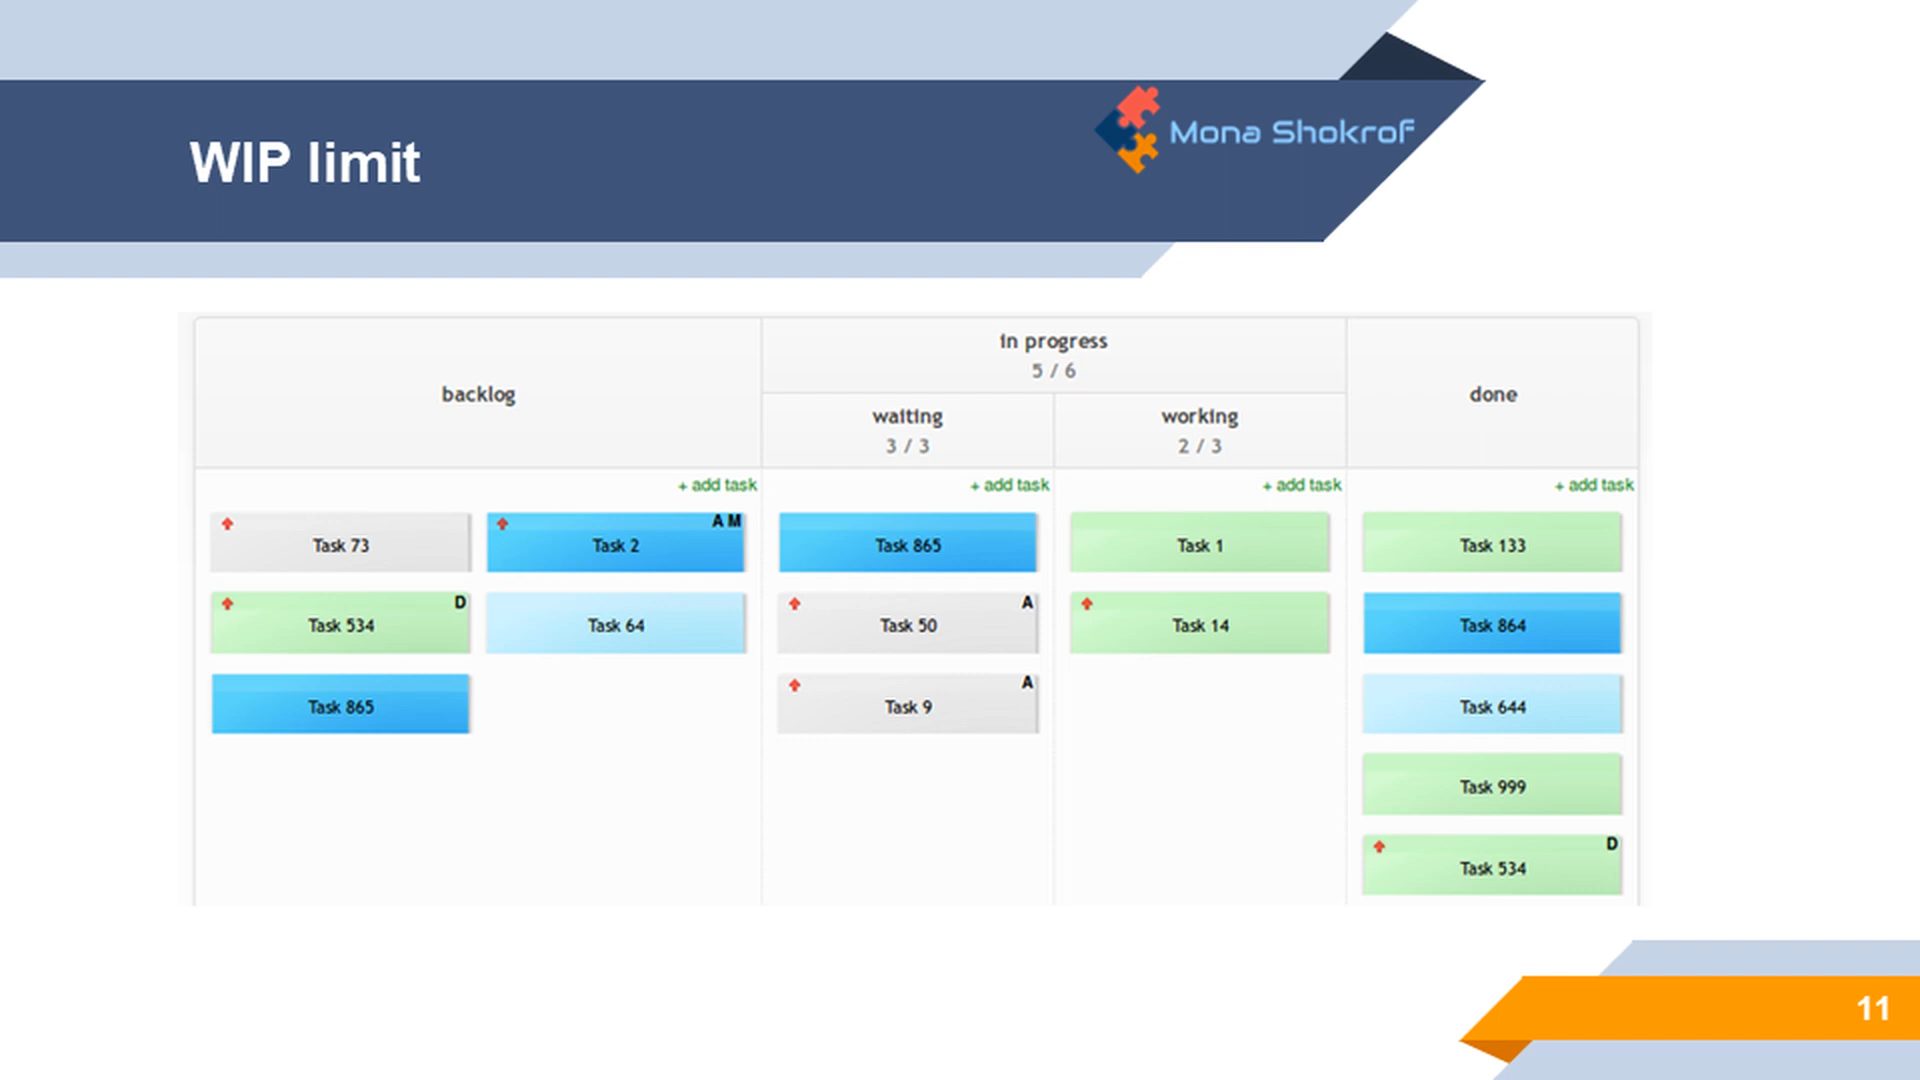 Mona Shokrof
WIP limit
backlog
in progress
5 / 6
waiting
3 / 3
working
2 / 3
done
+ add task
+ add task
+ add task
+ add task
Task 73
A M
Task 2
Task 865
Task 1
Task 133
D
Task 534
Task 64
A
Task 50
Task 14
Task 864
Task 865
A
Task 9
Task 644
Task 999
D
Task 534
11